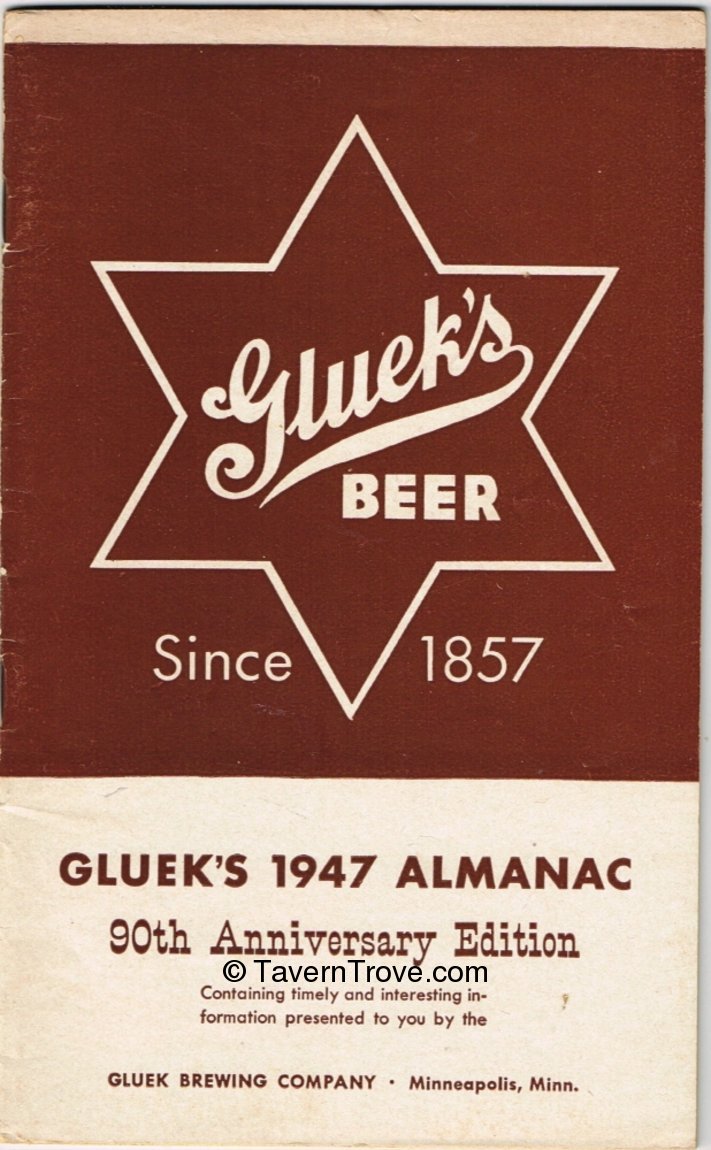 Gluek's
BEER
Since 1857
GLUEK'S 1947 ALMANAC
90th Anniversary Edition
© TavernTrove.com
Containing timely and interesting in-
formation presented to you by the
GLUEK BREWING COMPANY • Minneapolis, Minn.